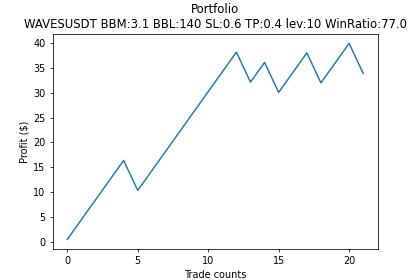 Portfolio
WAVESUSDT BBM:3.1 BBL:140 SL:0.6 TP:0.4 lev:10 WinRatio:77.0
40
35
30
25
20
15
10
5
0
Profit ($)
0 5 10 15 20
Trade counts